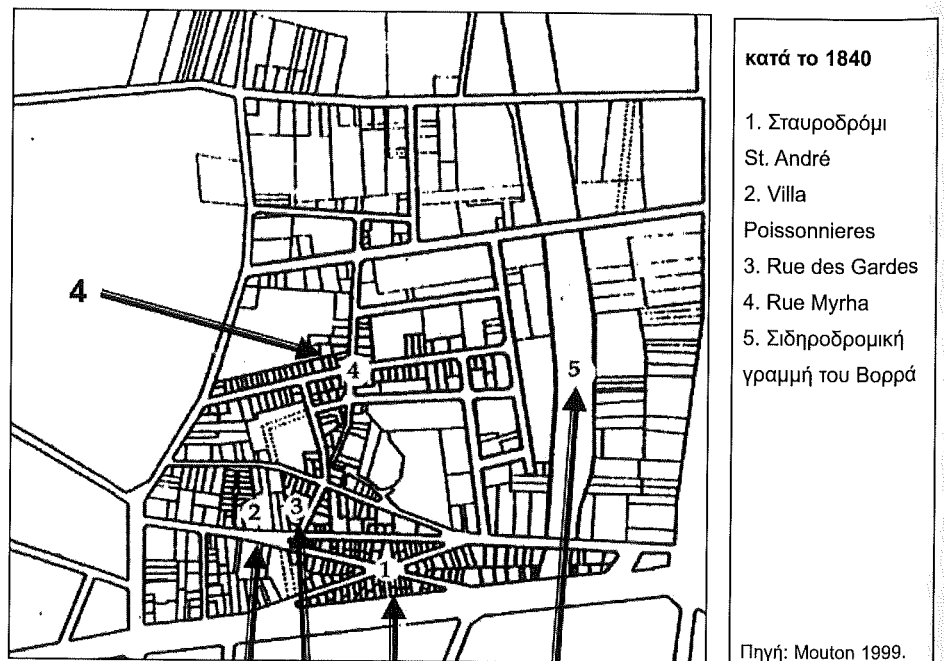 4
4
5
2
3
1
κατά το 1840
1. Σταυροδρόμι
St. André
2. Villa
Poissonnieres
3. Rue des Gardes
4. Rue Myrha
5. Σιδηροδρομική
γραμμή του Βορρά
Πηγή: Mouton 1999.